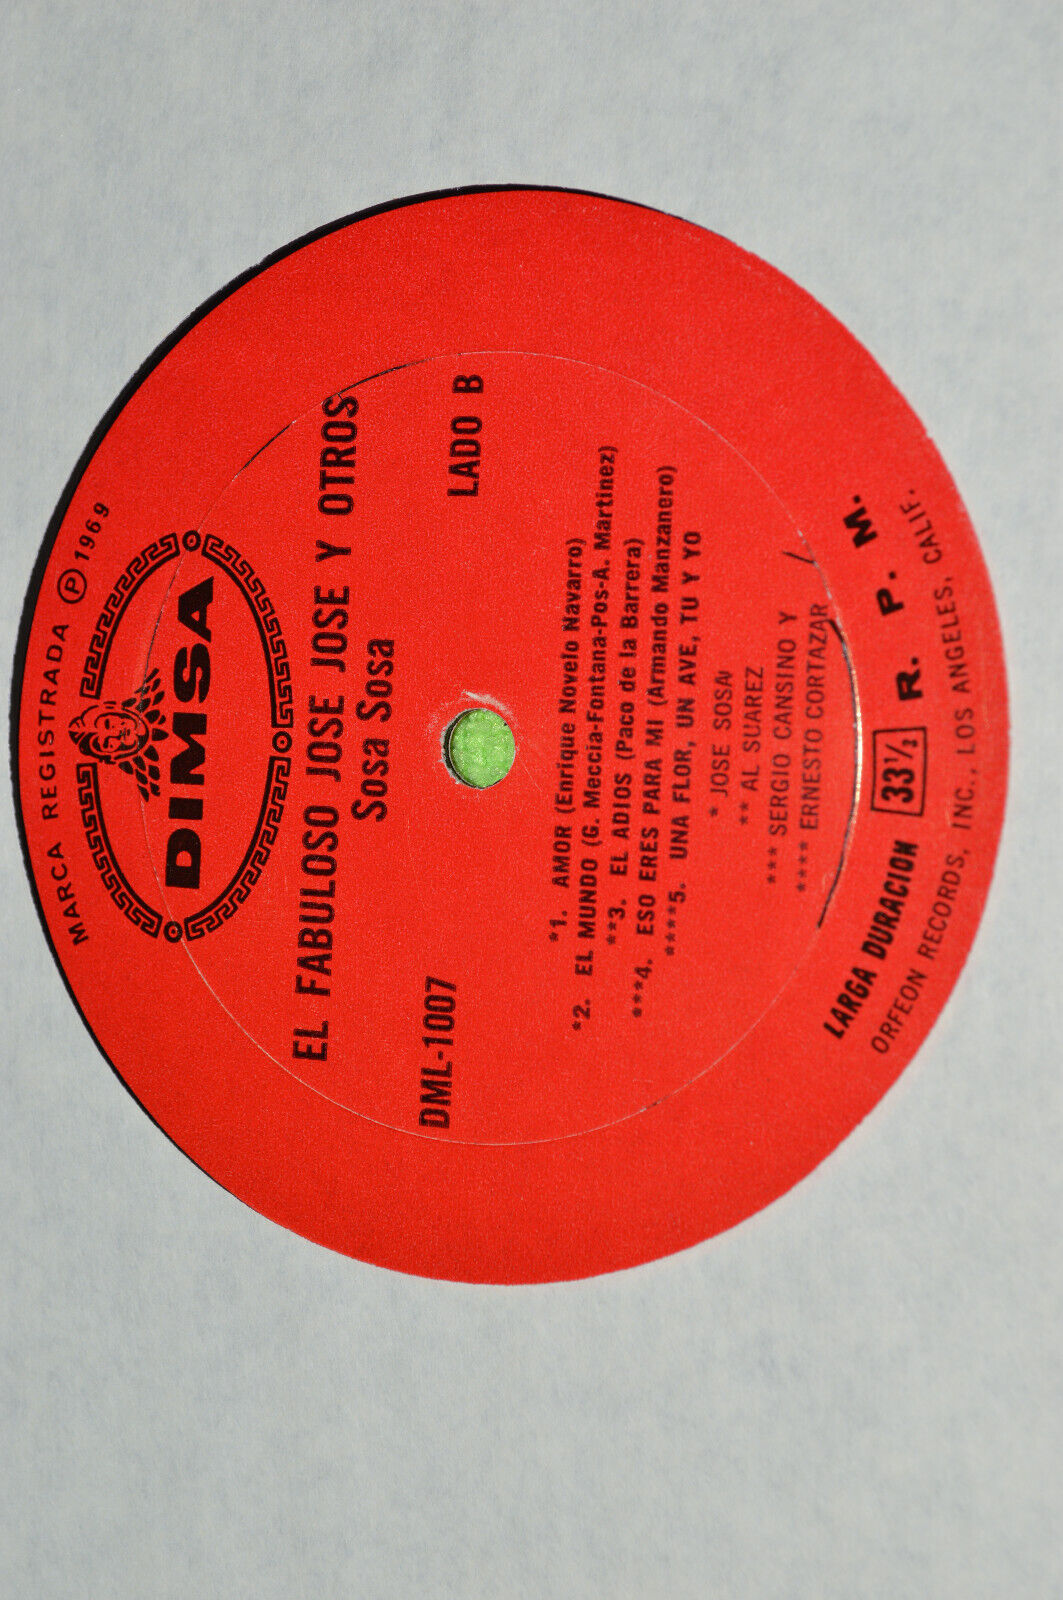 MARCA REGISTRADA Ⓟ 1969
DIMSA
EL FABULOSO JOSE JOSE Y OTROS
Sosa Sosa
DML-1007 LADO B
*1. AMOR (Enrique Novelo Navarro)
*2. EL MUNDO (G. Meccia-Fontana-Pos-A. Martinez)
**3. EL ADIOS (Paco de la Barrera)
***4. ESO ERES PARA MI (Armando Manzanero)
****5. UNA FLOR, UN AVE, TU Y YO
* JOSE SOSA
** AL SUAREZ
*** SERGIO CANSINO Y
**** ERNESTO CORTAZAR
LARGA DURACION 33⅓ R. P. M.
ORFEON RECORDS, INC., LOS ANGELES, CALIF.